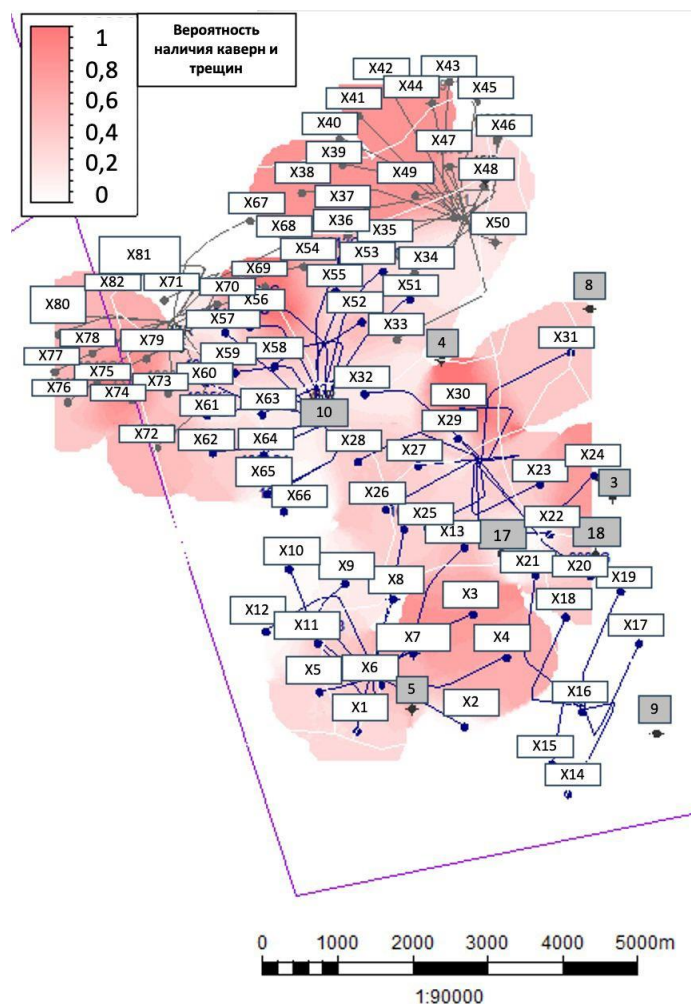 1
0,8
0,6
0,4
0,2
0
Вероятность
наличия каверн и
трещин
X42
X43
X44
X45
X41
X40
X46
X47
X39
X48
X38
X49
X37
X67
X36
X35
X50
X68
X54
X53
X34
X81
X69
X55
X51
X82
X71
X70
X56
X52
8
X80
X57
X33
4
X31
X78
X79
X59
X58
X77
X75
X60
X32
X30
X76
X74
X73
X61
X63
10
X29
X72
X62
X64
X28
X27
X24
X65
X23
3
X66
X26
X25
X22
X13
17
18
X10
X9
X21
X20
X8
X19
X12
X11
X3
X18
X17
X7
X4
X5
X6
5
X16
9
X1
X2
X15
X14
0
1000
2000
3000
4000
5000m
1:90000